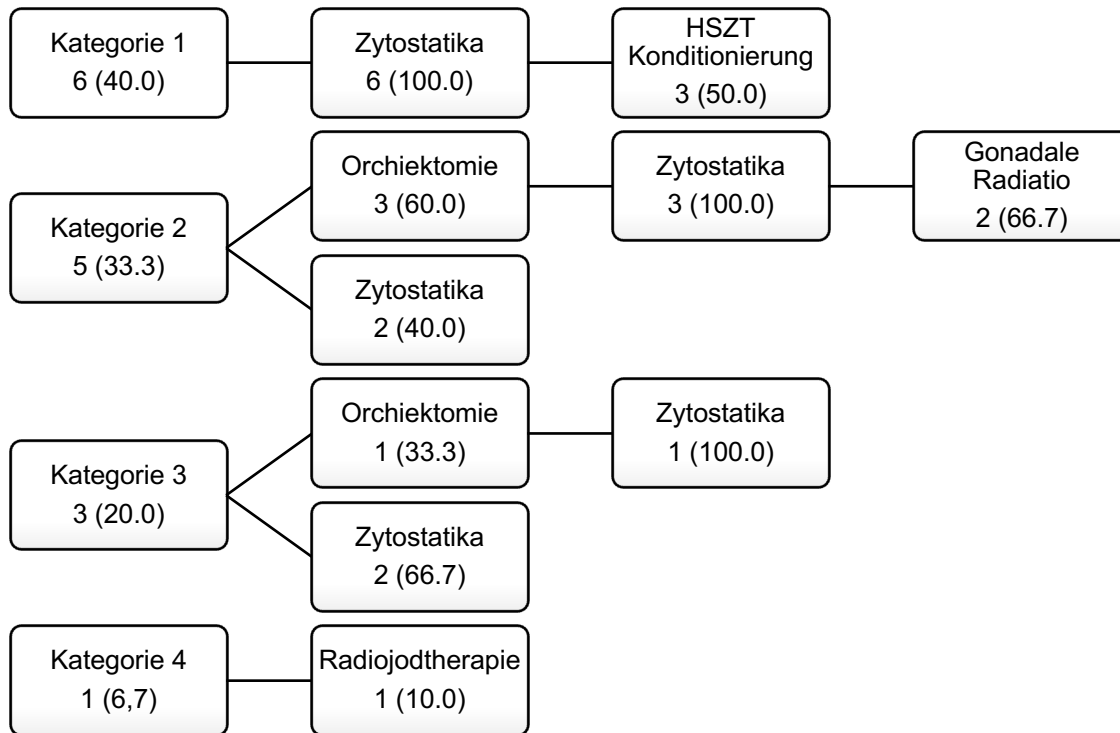 Kategorie 1
6 (40.0)
Zytostatika
6 (100.0)
HSZT
Konditionierung
3 (50.0)
Kategorie 2
5 (33.3)
Orchiektomie
3 (60.0)
Zytostatika
3 (100.0)
Gonadale
Radiatio
2 (66.7)
Zytostatika
2 (40.0)
Kategorie 3
3 (20.0)
Orchiektomie
1 (33.3)
Zytostatika
1 (100.0)
Zytostatika
2 (66.7)
Kategorie 4
1 (6,7)
Radiojodtherapie
1 (10.0)